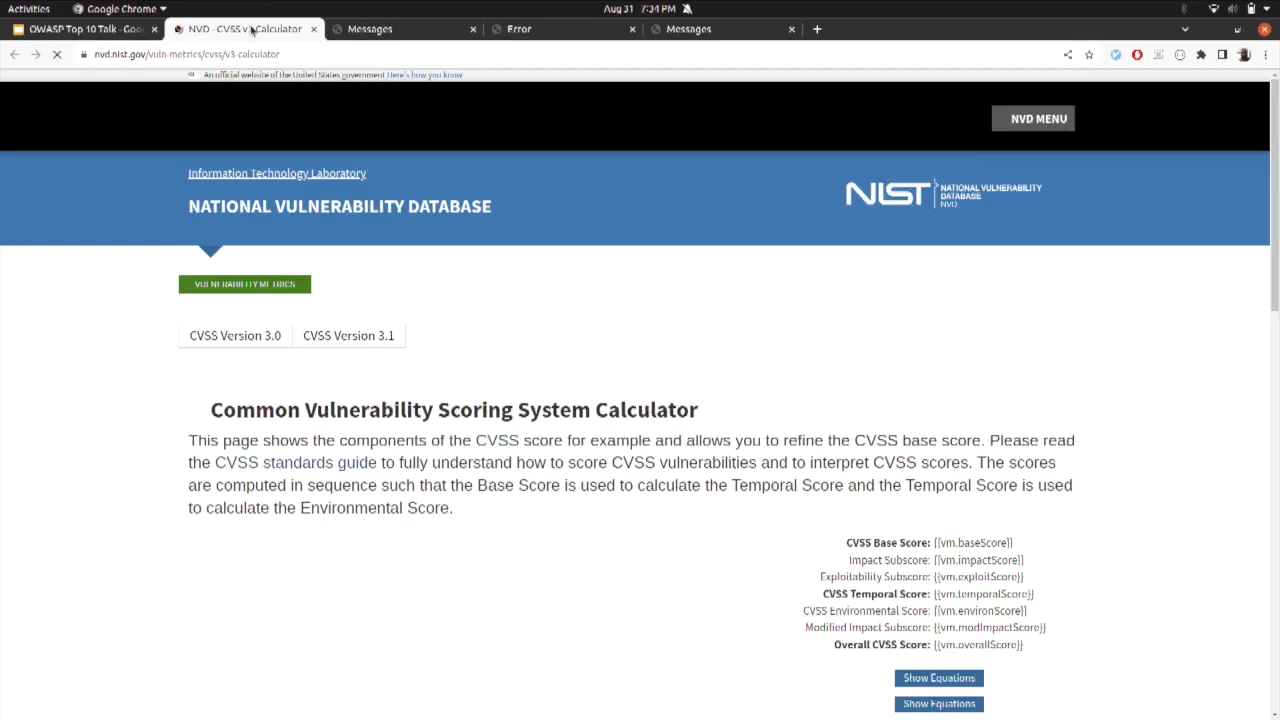 Activities
Google Chrome
Aug 31 7:34 PM
OWASP Top 10 Talk - Goo
NVD - CVSS v3 Calculator
Messages
Error
Messages
nvd.nist.gov/vuln-metrics/cvss/v3-calculator
An official website of the United States government Here's how you know
NVD MENU
Information Technology Laboratory
NATIONAL VULNERABILITY DATABASE
NIST
NATIONAL VULNERABILITY
DATABASE
NVD
VULNERABILITY METRICS
CVSS Version 3.0
CVSS Version 3.1
Common Vulnerability Scoring System Calculator
This page shows the components of the CVSS score for example and allows you to refine the CVSS base score. Please read
the CVSS standards guide to fully understand how to score CVSS vulnerabilities and to interpret CVSS scores. The scores
are computed in sequence such that the Base Score is used to calculate the Temporal Score and the Temporal Score is used
to calculate the Environmental Score.
CVSS Base Score: {{vm.baseScore}}
Impact Subscore: {{vm.impactScore}}
Exploitability Subscore: {{vm.exploitScore}}
CVSS Temporal Score: {{vm.temporalScore}}
CVSS Environmental Score: {{vm.environScore}}
Modified Impact Subscore: {{vm.modImpactScore}}
Overall CVSS Score: {{vm.overallScore}}
Show Equations
Show Equations